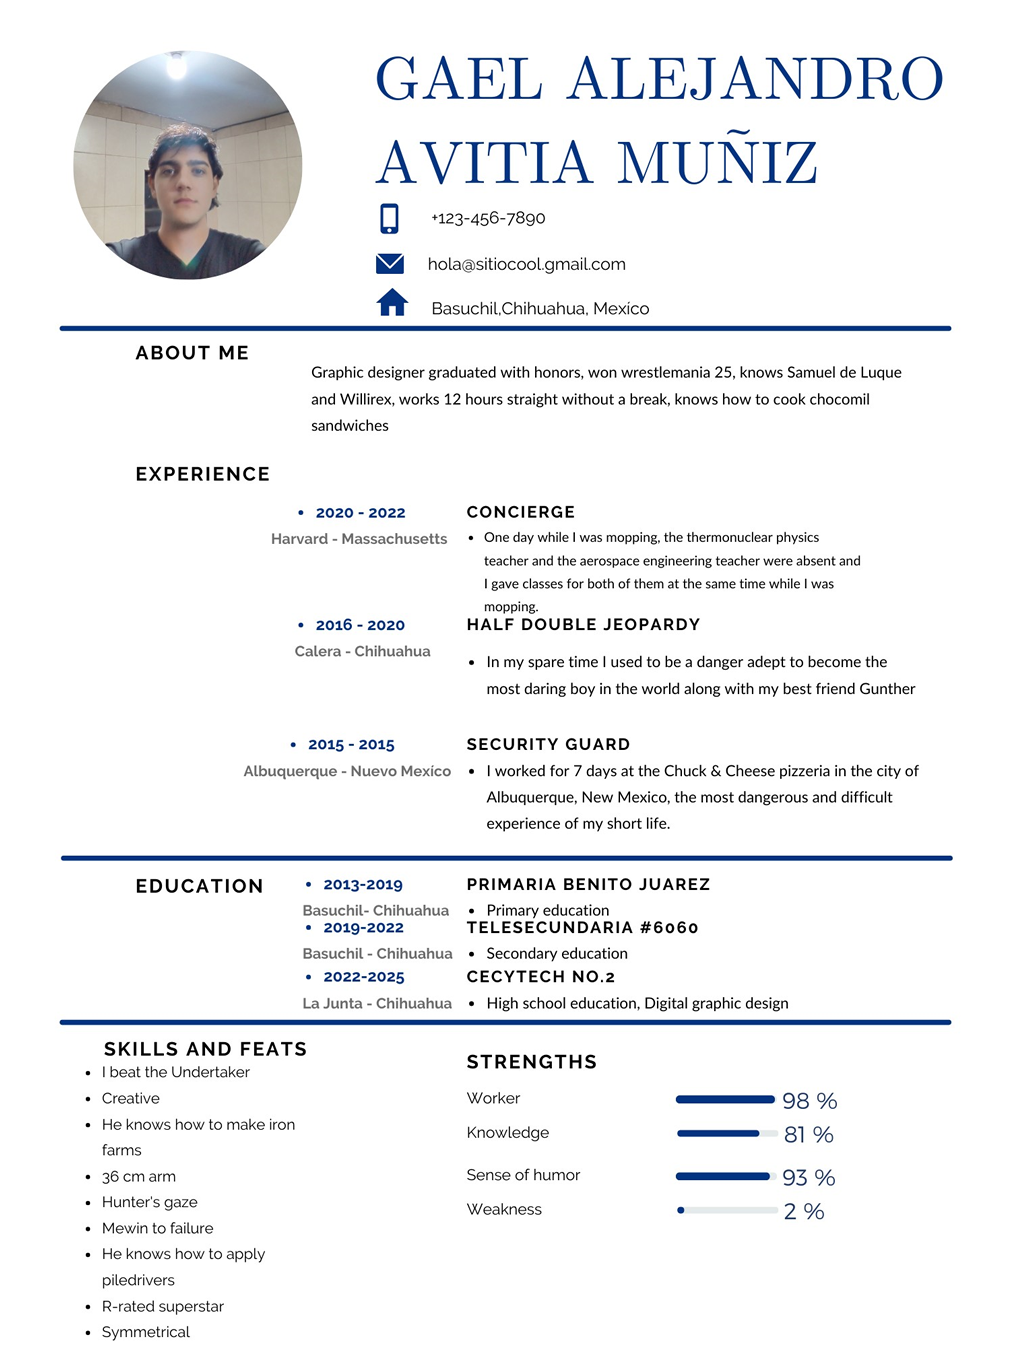 GAEL ALEJANDRO
AVITIA MUÑIZ
+123-456-7890
hola@sitiocool.gmail.com
Basuchil,Chihuahua, Mexíco
ABOUT ME
Graphic designer graduated with honors, won wrestlemania 25, knows Samuel de Luque
and Willirex, works 12 hours straight without a break, knows how to cook chocomil
sandwiches
EXPERIENCE
• 2020 - 2022
Harvard - Massachusetts
CONCIERGE
• One day while I was mopping, the thermonuclear physics
teacher and the aerospace engineering teacher were absent and
I gave classes for both of them at the same time while I was
mopping.
• 2016 - 2020
Calera - Chihuahua
HALF DOUBLE JEOPARDY
• In my spare time I used to be a danger adept to become the
most daring boy in the world along with my best friend Gunther
• 2015 - 2015
Albuquerque - Nuevo Mexíco
SECURITY GUARD
• I worked for 7 days at the Chuck & Cheese pizzeria in the city of
Albuquerque, New Mexico, the most dangerous and difficult
experience of my short life.
EDUCATION
• 2013-2019
Basuchil- Chihuahua
PRIMARIA BENITO JUAREZ
• Primary education
• 2019-2022
Basuchil - Chihuahua
TELESECUNDARIA #6060
• Secondary education
• 2022-2025
La Junta - Chihuahua
CECYTECH NO.2
• High school education, Digital graphic design
SKILLS AND FEATS
• I beat the Undertaker
• Creative
• He knows how to make iron
farms
• 36 cm arm
• Hunter's gaze
• Mewin to failure
• He knows how to apply
piledrivers
• R-rated superstar
• Symmetrical
STRENGTHS
Worker 98 %
Knowledge 81 %
Sense of humor 93 %
Weakness 2 %